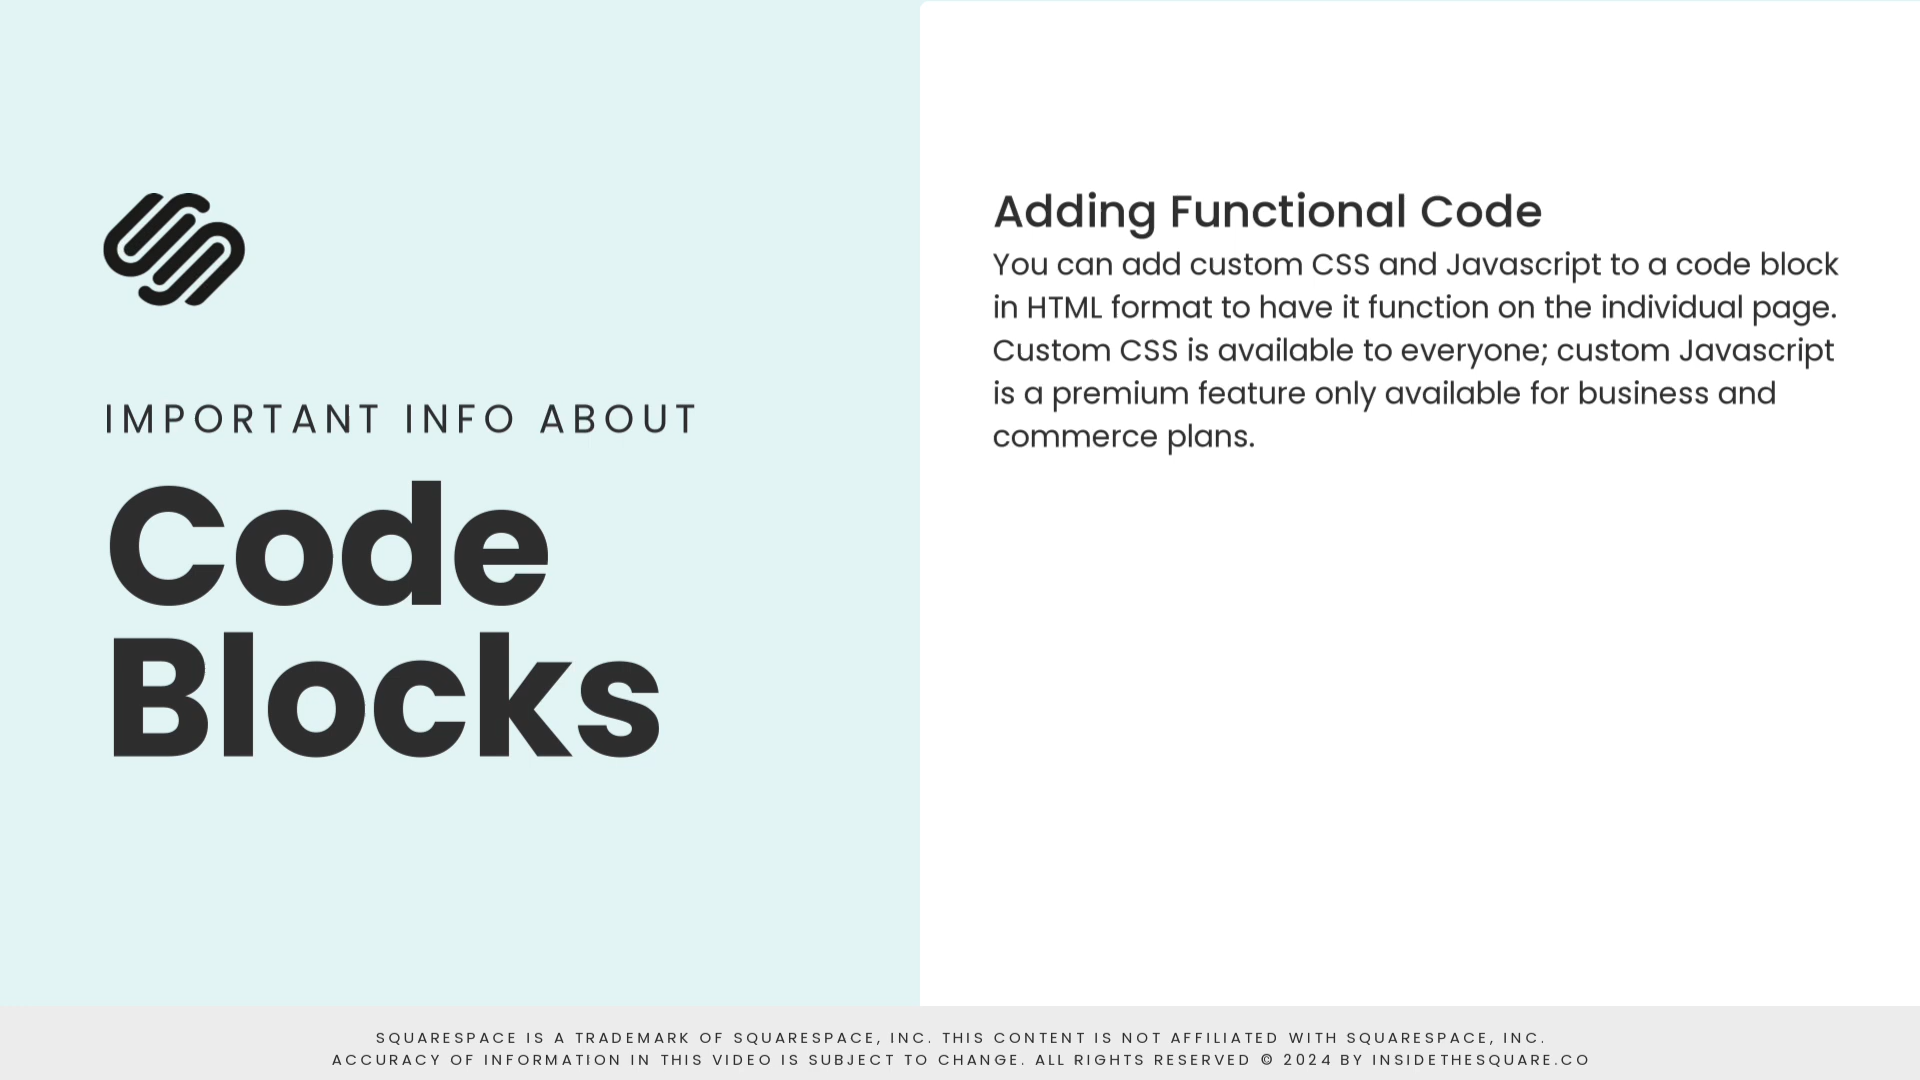 IMPORTANT INFO ABOUT
Code
Blocks
Adding Functional Code
You can add custom CSS and Javascript to a code block
in HTML format to have it function on the individual page.
Custom CSS is available to everyone; custom Javascript
is a premium feature only available for business and
commerce plans.
SQUARESPACE IS A TRADEMARK OF SQUARESPACE, INC. THIS CONTENT IS NOT AFFILIATED WITH SQUARESPACE, INC.
ACCURACY OF INFORMATION IN THIS VIDEO IS SUBJECT TO CHANGE. ALL RIGHTS RESERVED © 2024 BY INSIDETHESQUARE.CO